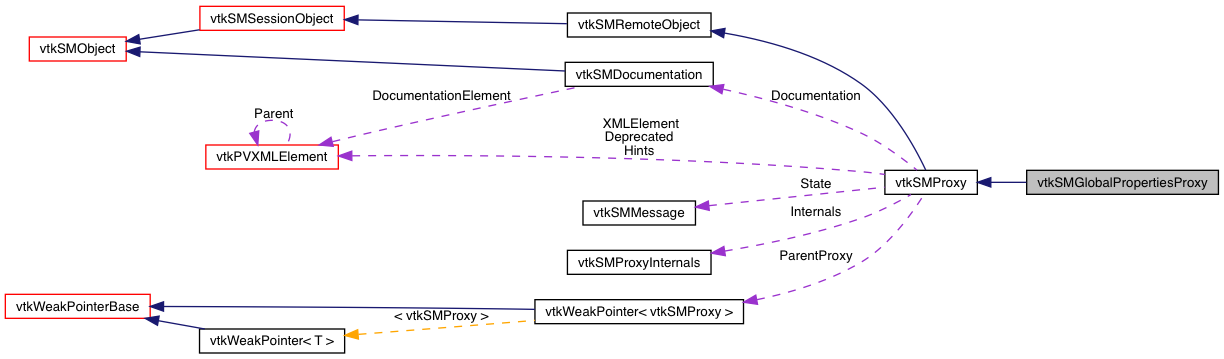 vtkSMSessionObject
vtkSMRemoteObject
vtkSMObject
vtkSMDocumentation
DocumentationElement
Documentation
Parent
XMLElement
Deprecated
Hints
vtkPVXMLElement
vtkSMProxy
vtkSMGlobalPropertiesProxy
State
vtkSMMessage
Internals
vtkSMProxyInternals
ParentProxy
vtkWeakPointerBase
vtkWeakPointer< vtkSMProxy >
< vtkSMProxy >
vtkWeakPointer< T >